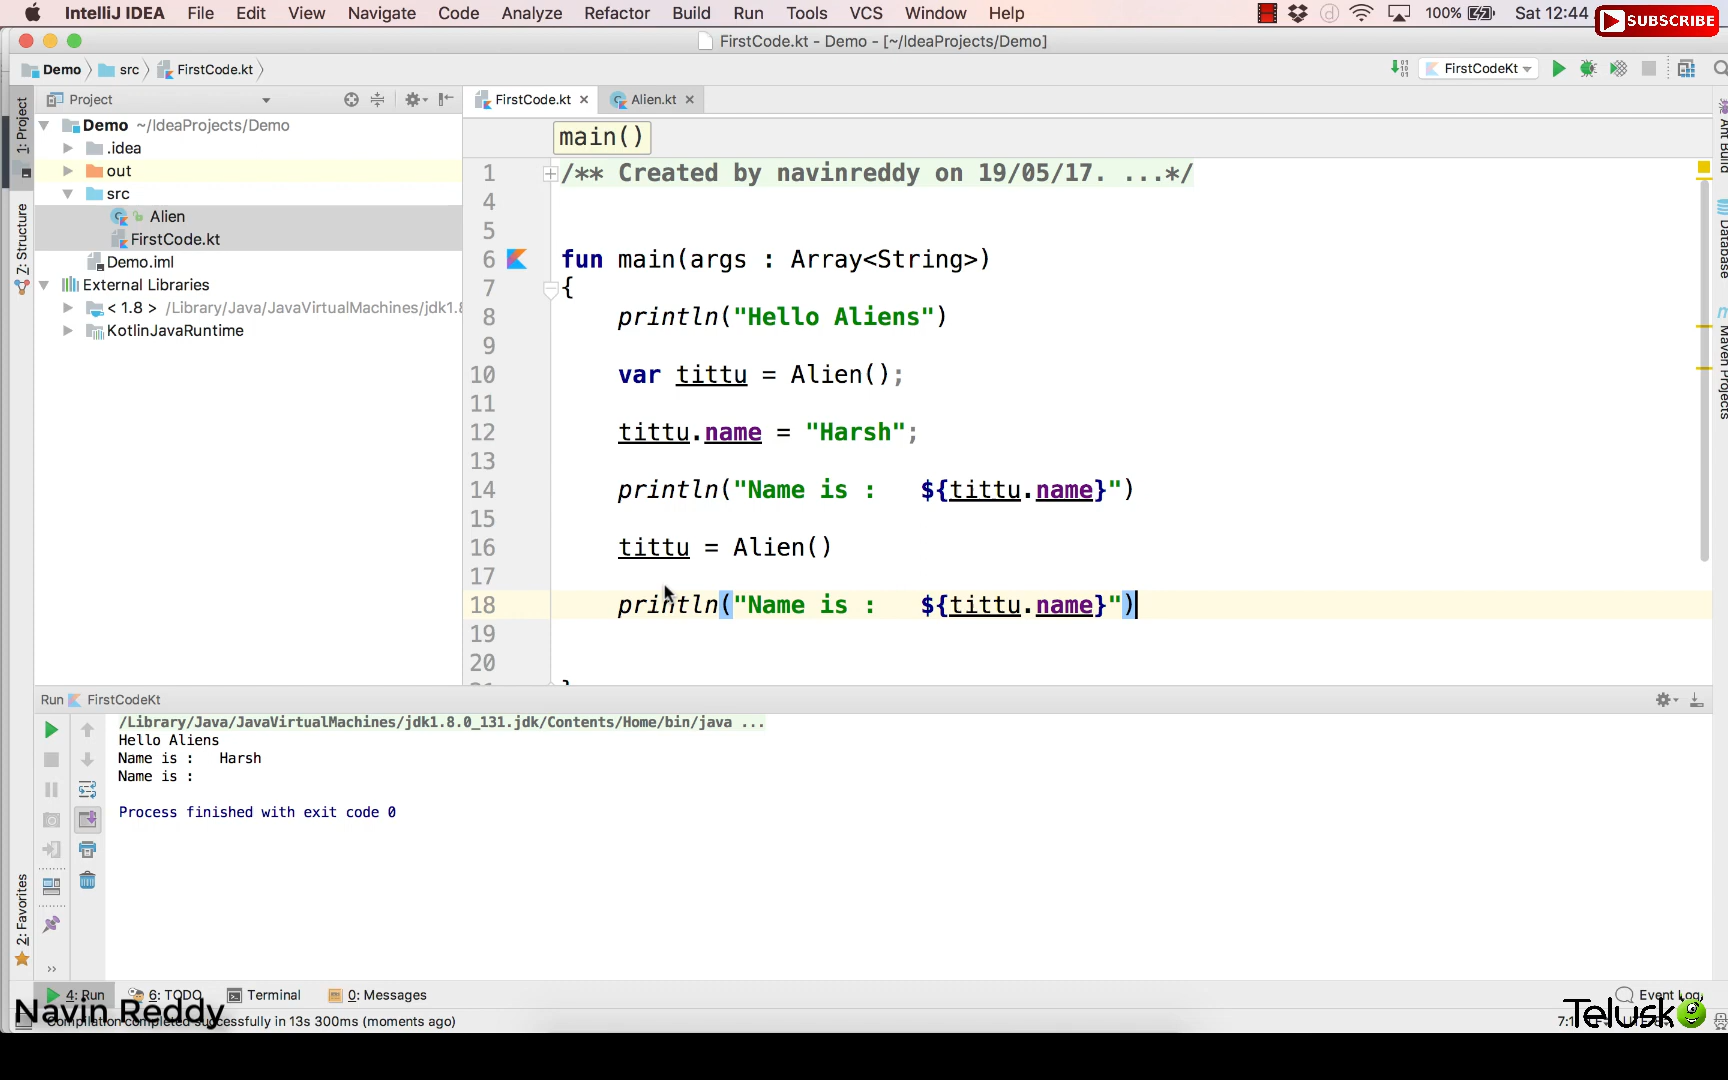 IntelliJ IDEA File Edit View Navigate Code Analyze Refactor Build Run Tools VCS Window Help 100% Sat 12:44
SUBSCRIBE
FirstCode.kt - Demo - [~/IdeaProjects/Demo]
Demo src FirstCode.kt FirstCodeKt
Project
FirstCode.kt Alien.kt
1: Project
Z: Structure
2: Favorites
Demo ~/IdeaProjects/Demo
.idea
out
src
Alien
FirstCode.kt
Demo.iml
External Libraries
< 1.8 > /Library/Java/JavaVirtualMachines/jdk1.8
KotlinJavaRuntime
main()
1 /** Created by navinreddy on 19/05/17. ...*/
4
5
6 fun main(args : Array<String>)
7 {
8 println("Hello Aliens")
9
10 var tittu = Alien();
11
12 tittu.name = "Harsh";
13
14 println("Name is :   ${tittu.name}")
15
16 tittu = Alien()
17
18 println("Name is :   ${tittu.name}")
19
20
Ant Build
Database
Maven Projects
Run FirstCodeKt
/Library/Java/JavaVirtualMachines/jdk1.8.0_131.jdk/Contents/Home/bin/java ...
Hello Aliens
Name is :   Harsh
Name is :
Process finished with exit code 0
4: Run 6: TODO Terminal 0: Messages Event Log
Navin Reddy
Telusko
Compilation completed successfully in 13s 300ms (moments ago)